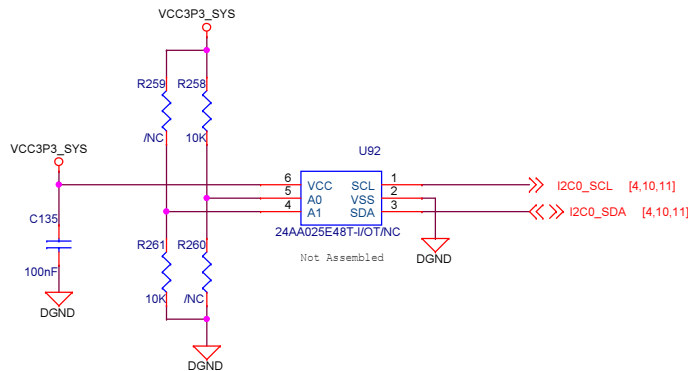 VCC3P3_SYS
R259
R258
/NC
10K
VCC3P3_SYS
U92
6
VCC
SCL
1
I2C0_SCL [4,10,11]
5
A0
VSS
2
4
A1
SDA
3
I2C0_SDA [4,10,11]
C135
24AA025E48T-I/OT/NC
R261
R260
Not Assembled
DGND
100nF
10K
/NC
DGND
DGND